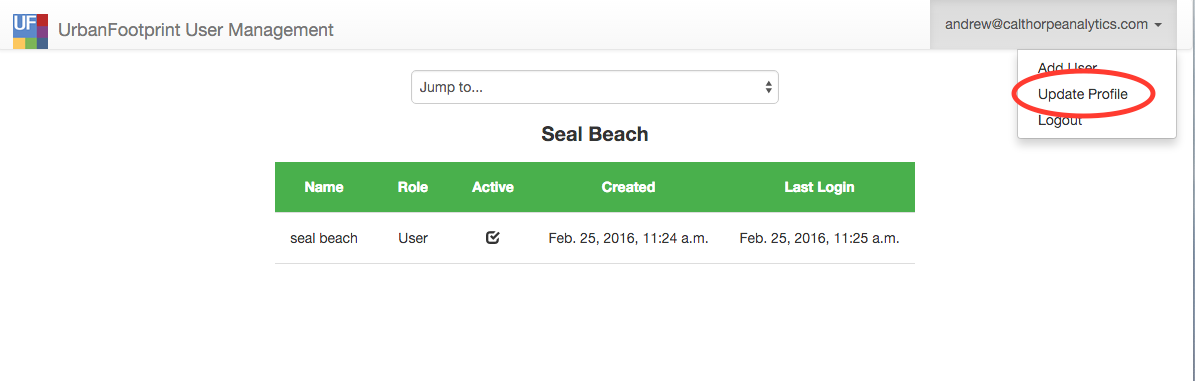 UF
UrbanFootprint User Management
andrew@calthorpeanalytics.com
Add User
Update Profile
Logout
Jump to...
Seal Beach
Name Role Active Created Last Login
seal beach User Feb. 25, 2016, 11:24 a.m. Feb. 25, 2016, 11:25 a.m.